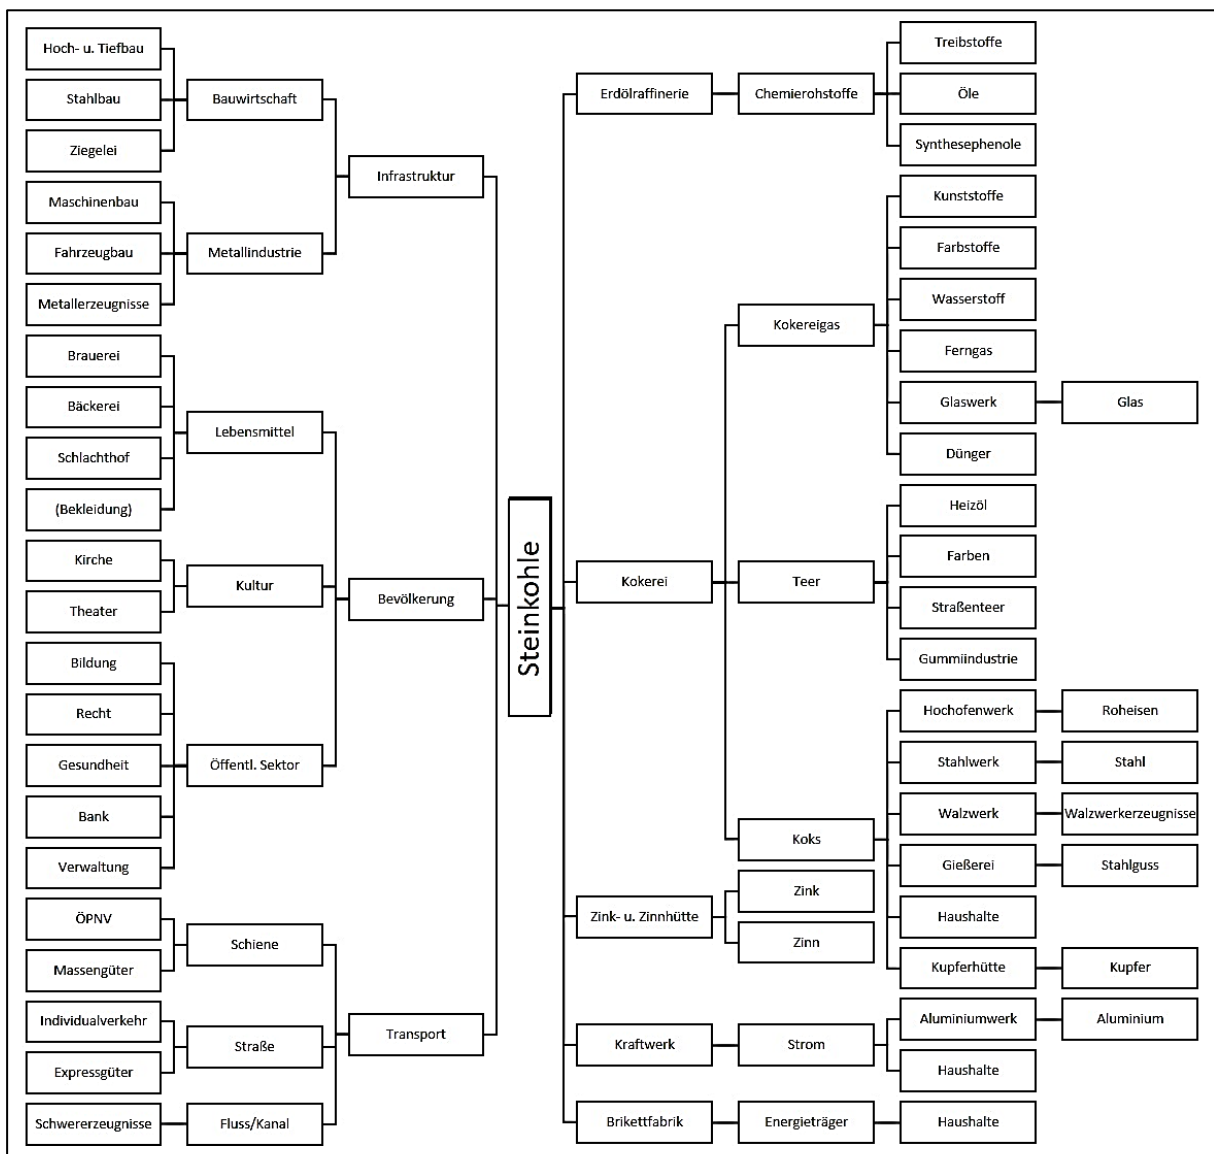 Hoch- u. Tiefbau
Stahlbau
Ziegelei
Maschinenbau
Fahrzeugbau
Metallerzeugnisse
Brauerei
Bäckerei
Schlachthof
(Bekleidung)
Kirche
Theater
Bildung
Recht
Gesundheit
Bank
Verwaltung
ÖPNV
Massengüter
Individualverkehr
Expressgüter
Schwererzeugnisse
Bauwirtschaft
Metallindustrie
Lebensmittel
Kultur
Öffentl. Sektor
Schiene
Straße
Fluss/Kanal
Infrastruktur
Bevölkerung
Transport
Steinkohle
Erdölraffinerie
Kokerei
Zink- u. Zinnhütte
Kraftwerk
Brikettfabrik
Chemierohstoffe
Kokereigas
Teer
Koks
Zink
Zinn
Strom
Energieträger
Treibstoffe
Öle
Synthesephenole
Kunststoffe
Farbstoffe
Wasserstoff
Ferngas
Glaswerk
Dünger
Heizöl
Farben
Straßenteer
Gummiindustrie
Hochofenwerk
Stahlwerk
Walzwerk
Gießerei
Haushalte
Kupferhütte
Aluminiumwerk
Haushalte
Haushalte
Glas
Roheisen
Stahl
Walzwerkerzeugnisse
Stahlguss
Kupfer
Aluminium